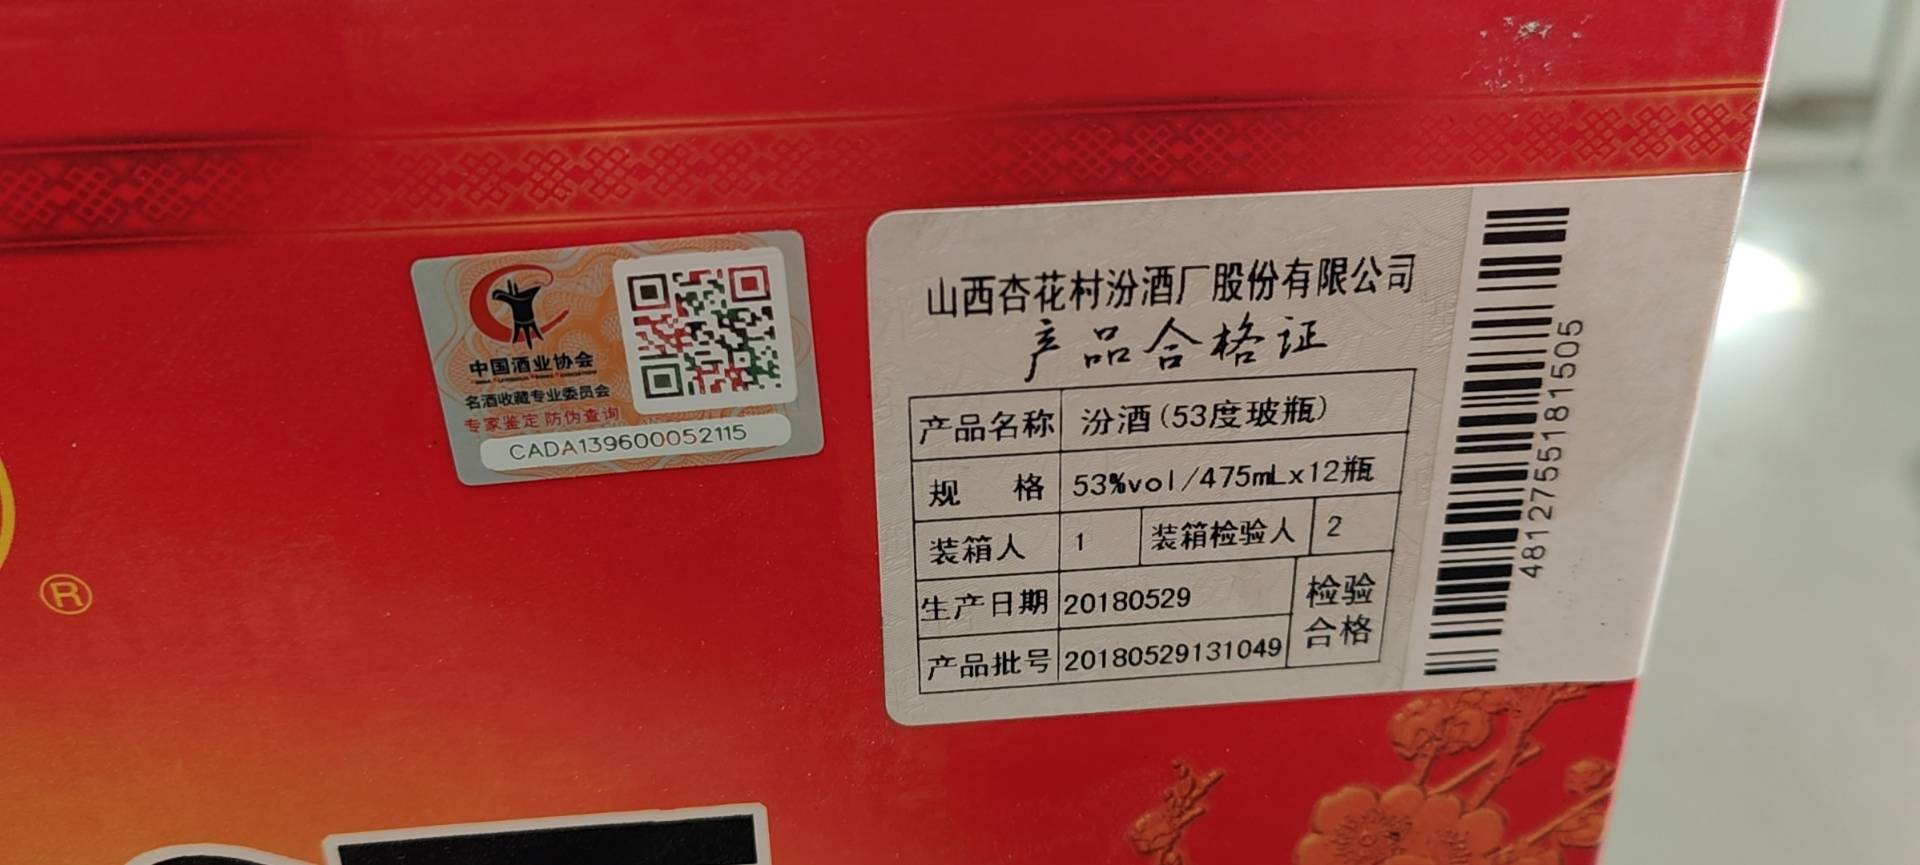 中国酒业协会
名酒收藏专业委员会
专家鉴定 防伪查询
CADA139600052115
®
山西杏花村汾酒厂股份有限公司
产品合格证
产品名称 汾酒(53度玻瓶)
规 格 53%vol/475mLx12瓶
装箱人 1 装箱检验人 2
生产日期 20180529 检验
产品批号 20180529131049 合格
4812755181505